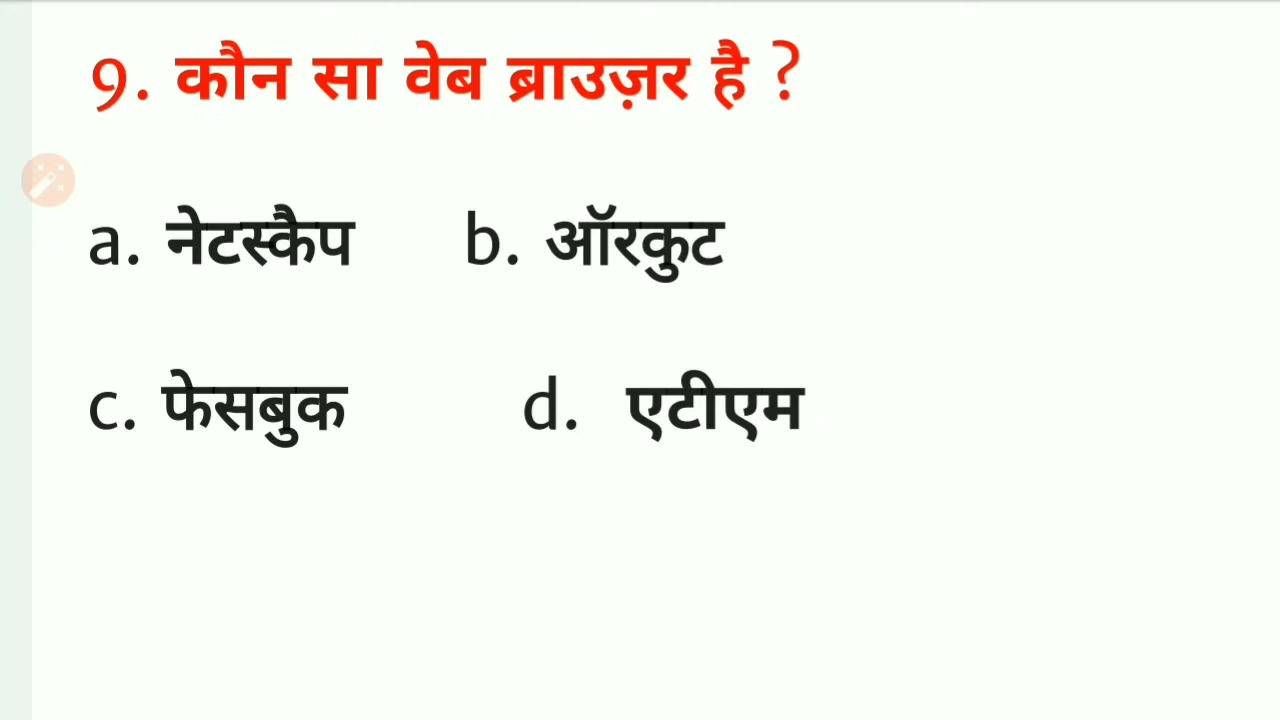 9. कौन सा वेब ब्राउज़र है ?
a. नेटस्कैप b. ऑरकुट
c. फेसबुक d. एटीएम